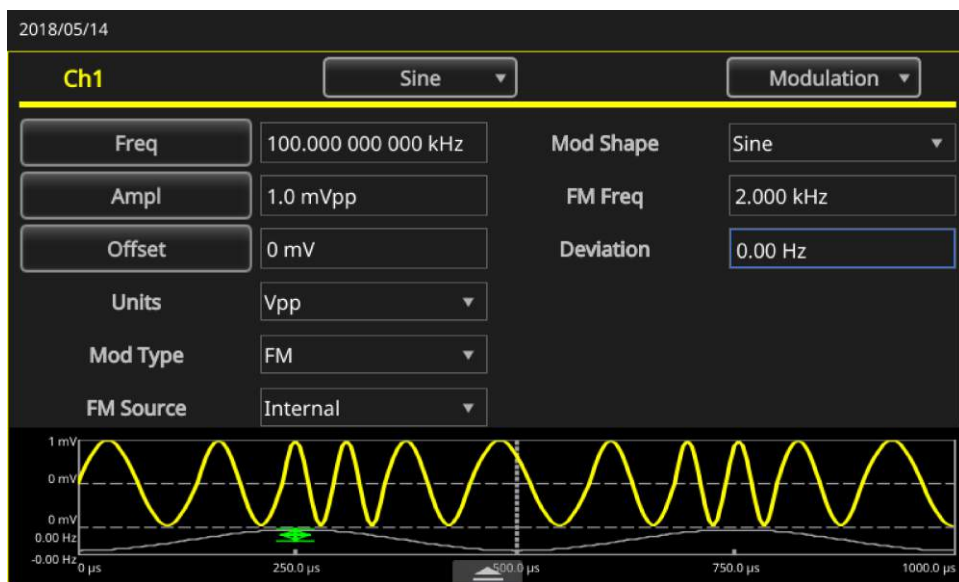 2018/05/14
Ch1 Sine Modulation
Freq 100.000 000 000 kHz Mod Shape Sine
Ampl 1.0 mVpp FM Freq 2.000 kHz
Offset 0 mV Deviation 0.00 Hz
Units Vpp
Mod Type FM
FM Source Internal
1 mV
0 mV
0 mV
0.00 Hz
-0.00 Hz
0 µs 250.0 µs 500.0 µs 750.0 µs 1000.0 µs